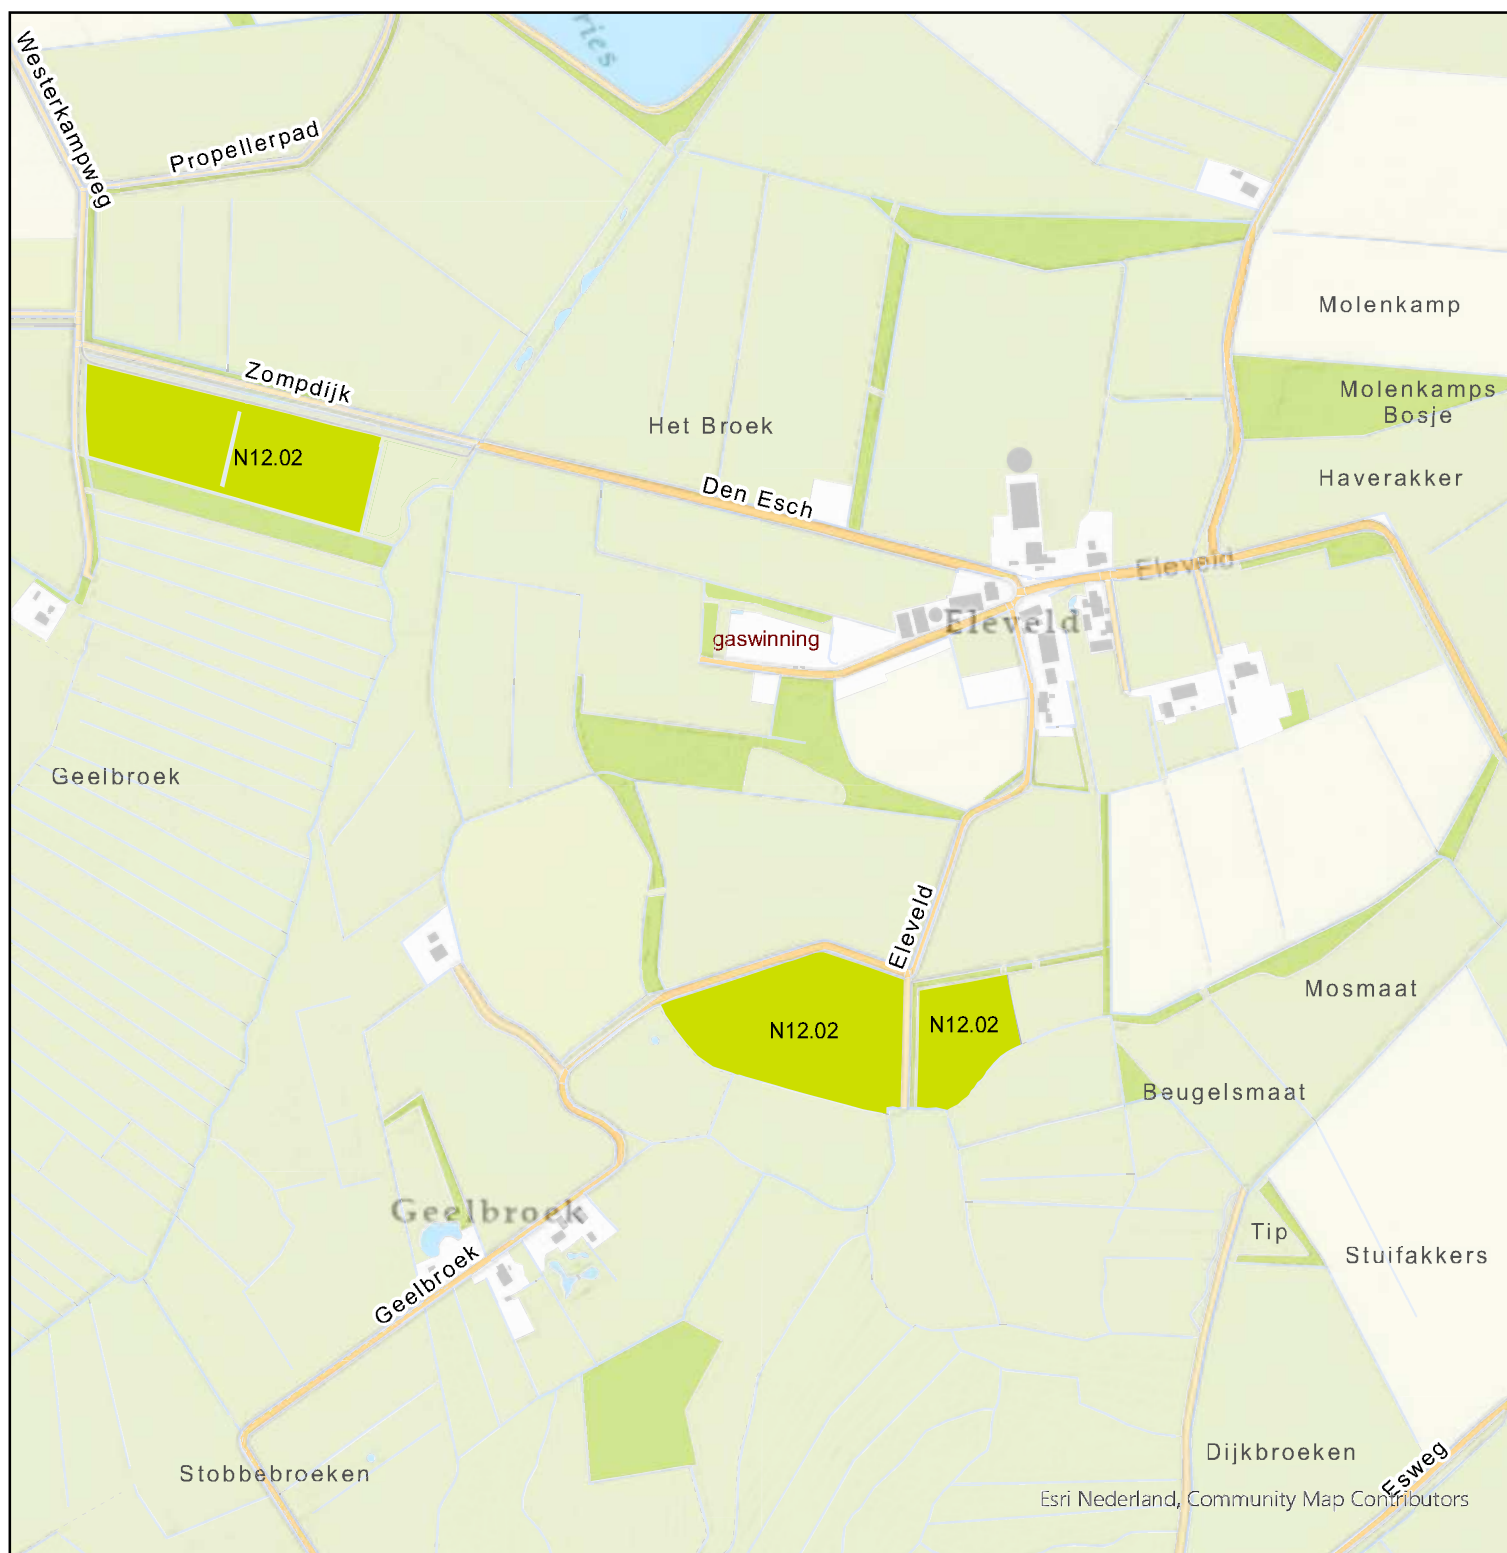 ries
Westerkampweg
Propellerpad
Molenkamp
Zompdijk
Molenkamps
Bosje
Het Broek
N12.02
Haverakker
Den Esch
Eleveld
Eleveld
gaswinning
Geelbroek
Eleveld
Mosmaat
N12.02
N12.02
Beugelsmaat
Geelbroek
Tip
Stuifakkers
Geelbroek
Dijkbroeken
Esweg
Stobbebroeken
Esri Nederland, Community Map Contributors